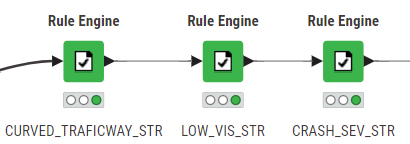 Rule Engine Rule Engine Rule Engine
CURVED_TRAFICWAY_STR LOW_VIS_STR CRASH_SEV_STR